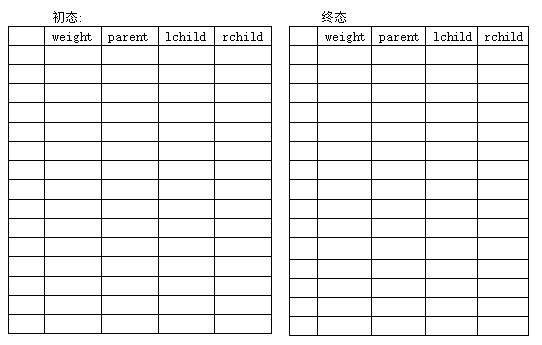 初态:
weight parent lchild rchild
终态
weight parent lchild rchild